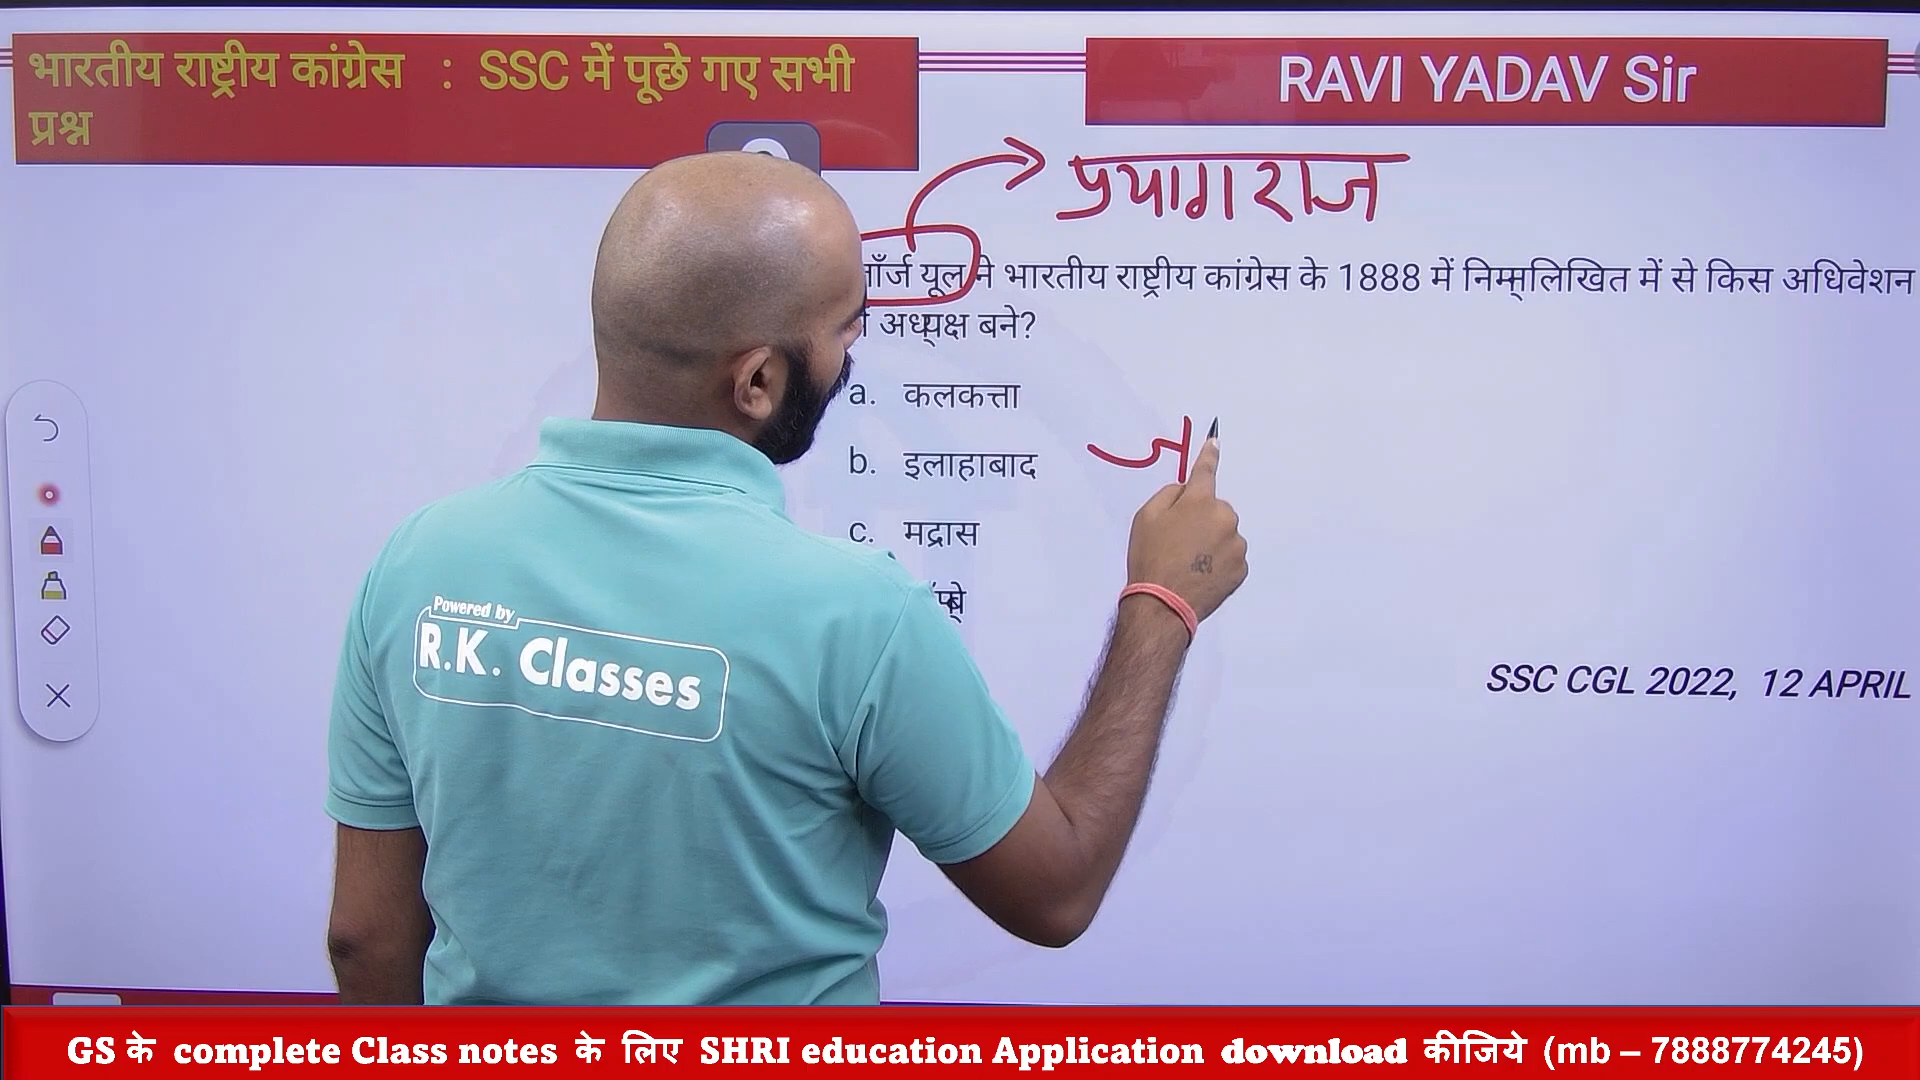 भारतीय राष्ट्रीय कांग्रेस : SSC में पूछे गए सभी
प्रश्न
RAVI YADAV Sir
प्रयागराज
यूल ने भारतीय राष्ट्रीय कांग्रेस के 1888 में निम्नलिखित में से किस अधिवेशन
अध्यक्ष बने?
a. कलकत्ता
b. इलाहाबाद
ज
c. मद्रास
SSC CGL 2022, 12 APRIL
Powered by
R.K. Classes
GS के complete Class notes के लिए SHRI education Application download कीजिये (mb – 7888774245)